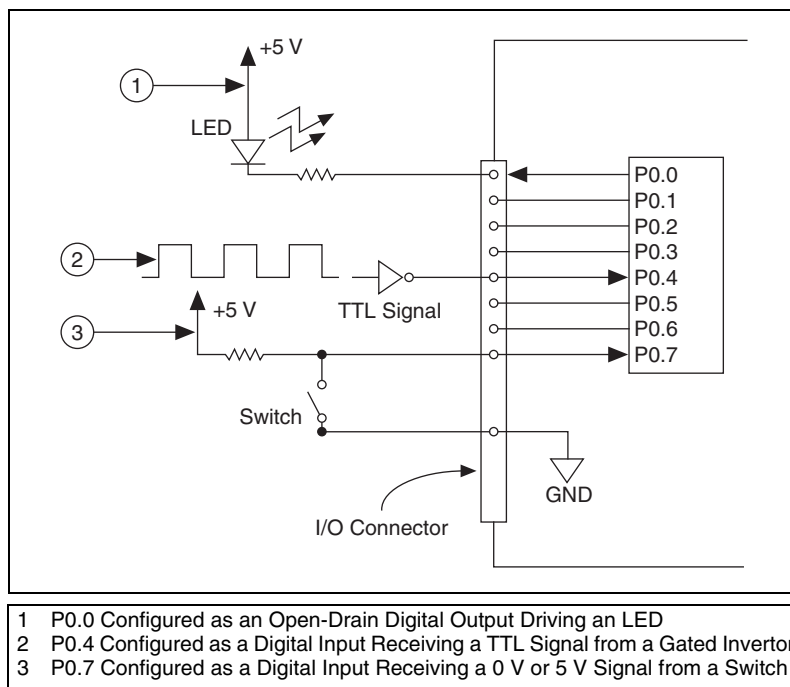 +5 V
1
LED
P0.0
P0.1
P0.2
P0.3
2
P0.4
TTL Signal
+5 V
P0.5
P0.6
3
P0.7
Switch
GND
I/O Connector
1 P0.0 Configured as an Open-Drain Digital Output Driving an LED
2 P0.4 Configured as a Digital Input Receiving a TTL Signal from a Gated Invertor
3 P0.7 Configured as a Digital Input Receiving a 0 V or 5 V Signal from a Switch